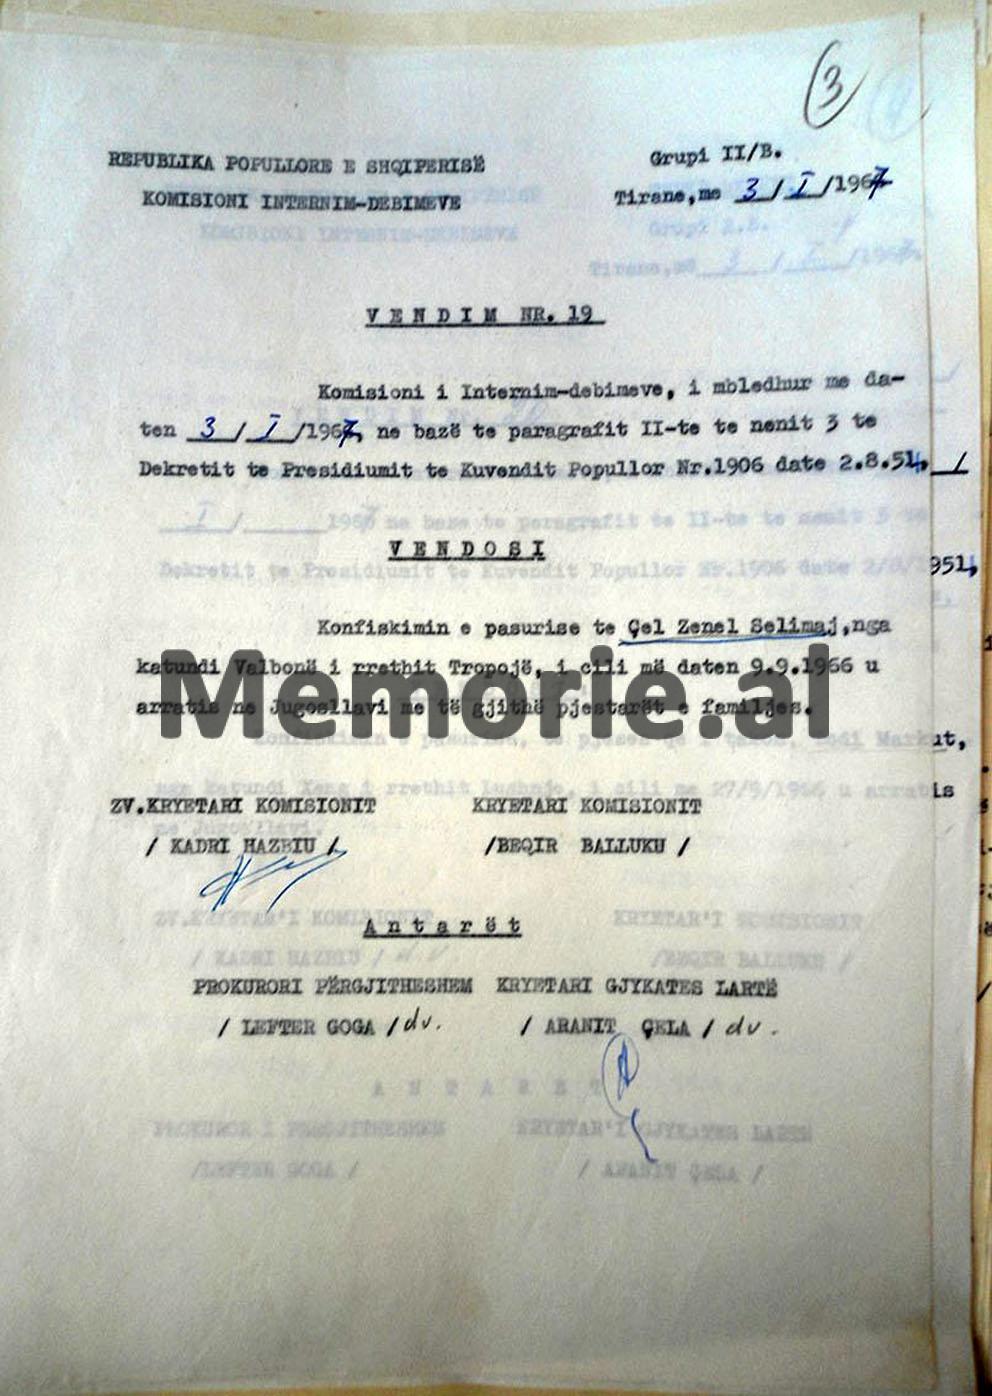 3
REPUBLIKA POPULLORE E SHQIPERISË
Grupi II/B.
KOMISIONI INTERNIM-DEBIMEVE
Tirane,me 3/I/1967
V E N D I M NR. 19
Komisioni i Internim-debimeve, i mbledhur me da-
ten 3/I/1967, ne bazë te paragrafit II-te te nenit 3 te
Dekretit te Presidiumit te Kuvendit Popullor Nr.1906 date 2.8.54,
V E N D O S I
951,
Konfiskimin e pasurise te Çel Zenel Selimaj,nga
katundi Valbonë i rrethit Tropojë, i cili më daten 9.9.1966 u
arratis ne Jugosllavi me të gjithë pjestarët e familjes.
Memorie.al
ut,
is
ZV.KRYETARI KOMISIONIT KRYETARI KOMISIONIT
/ KADRI HAZBIU / /BEQIR BALLUKU /
A n t a r ë t
PROKURORI PËRGJITHESHEM KRYETARI GJYKATES LARTË
/ LEFTER GOGA / dv. / ARANIT ÇELA / dv.